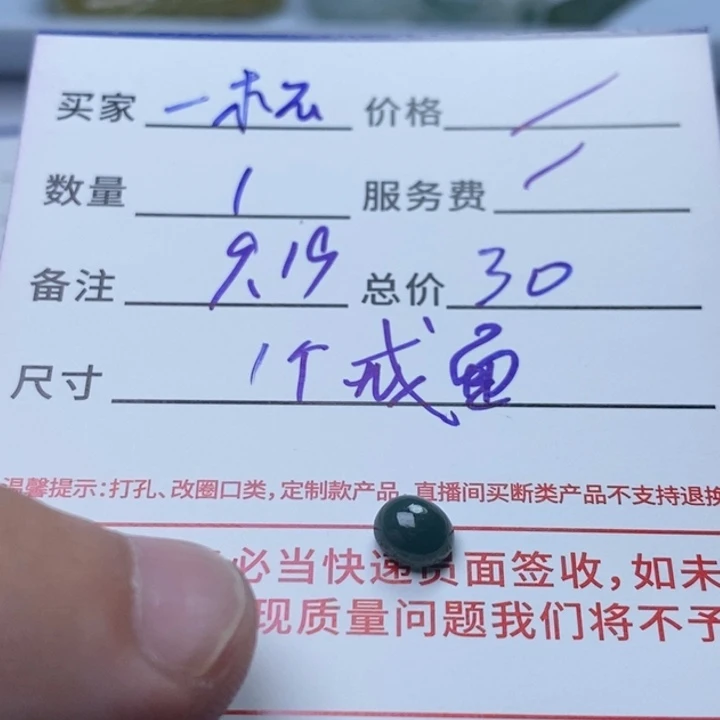 买家 一木石 价格
数量 1 服务费
备注 9.19 总价 30
尺寸 1个戒面
温馨提示:打孔、改圈口类,定制款产品 直播间买断类产品不支持退换
必当快递员面签收,如未
现质量问题我们将不予